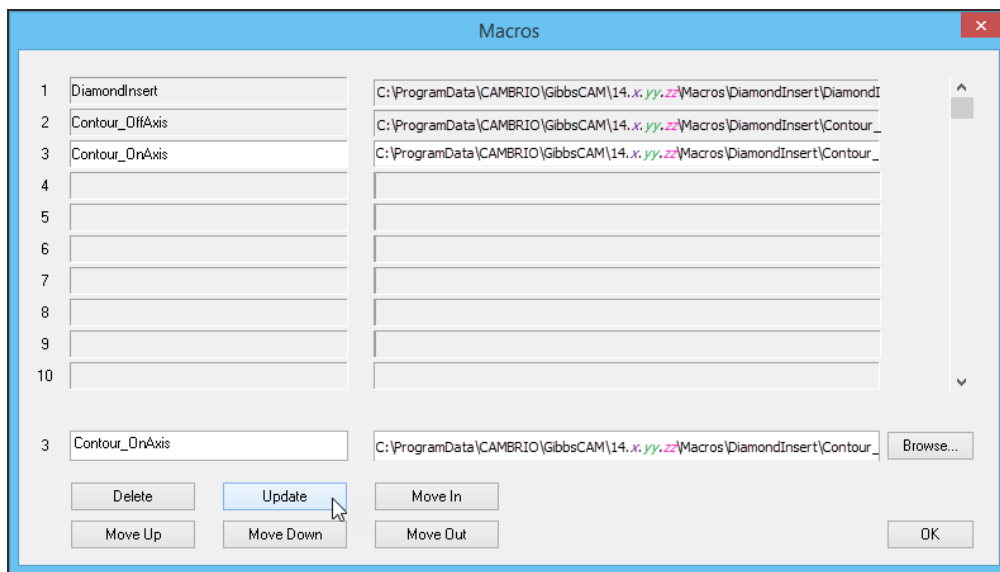 Macros
1 DiamondInsert C:\ProgramData\CAMBRIO\GibbsCAM\14.x.yy.zz\Macros\DiamondInsert\DiamondI
2 Contour_OffAxis C:\ProgramData\CAMBRIO\GibbsCAM\14.x.yy.zz\Macros\DiamondInsert\Contour_
3 Contour_OnAxis C:\ProgramData\CAMBRIO\GibbsCAM\14.x.yy.zz\Macros\DiamondInsert\Contour_
4
5
6
7
8
9
10
3 Contour_OnAxis C:\ProgramData\CAMBRIO\GibbsCAM\14.x.yy.zz\Macros\DiamondInsert\Contour_ Browse...
Delete Update Move In
Move Up Move Down Move Out OK